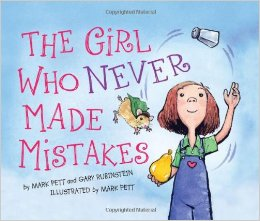 THE GiRL
WHO NEVER
MADE
MiSTAKES
by MARK PETT and GARY RUBINSTEIN
ILLUSTRATED by MARK PETT